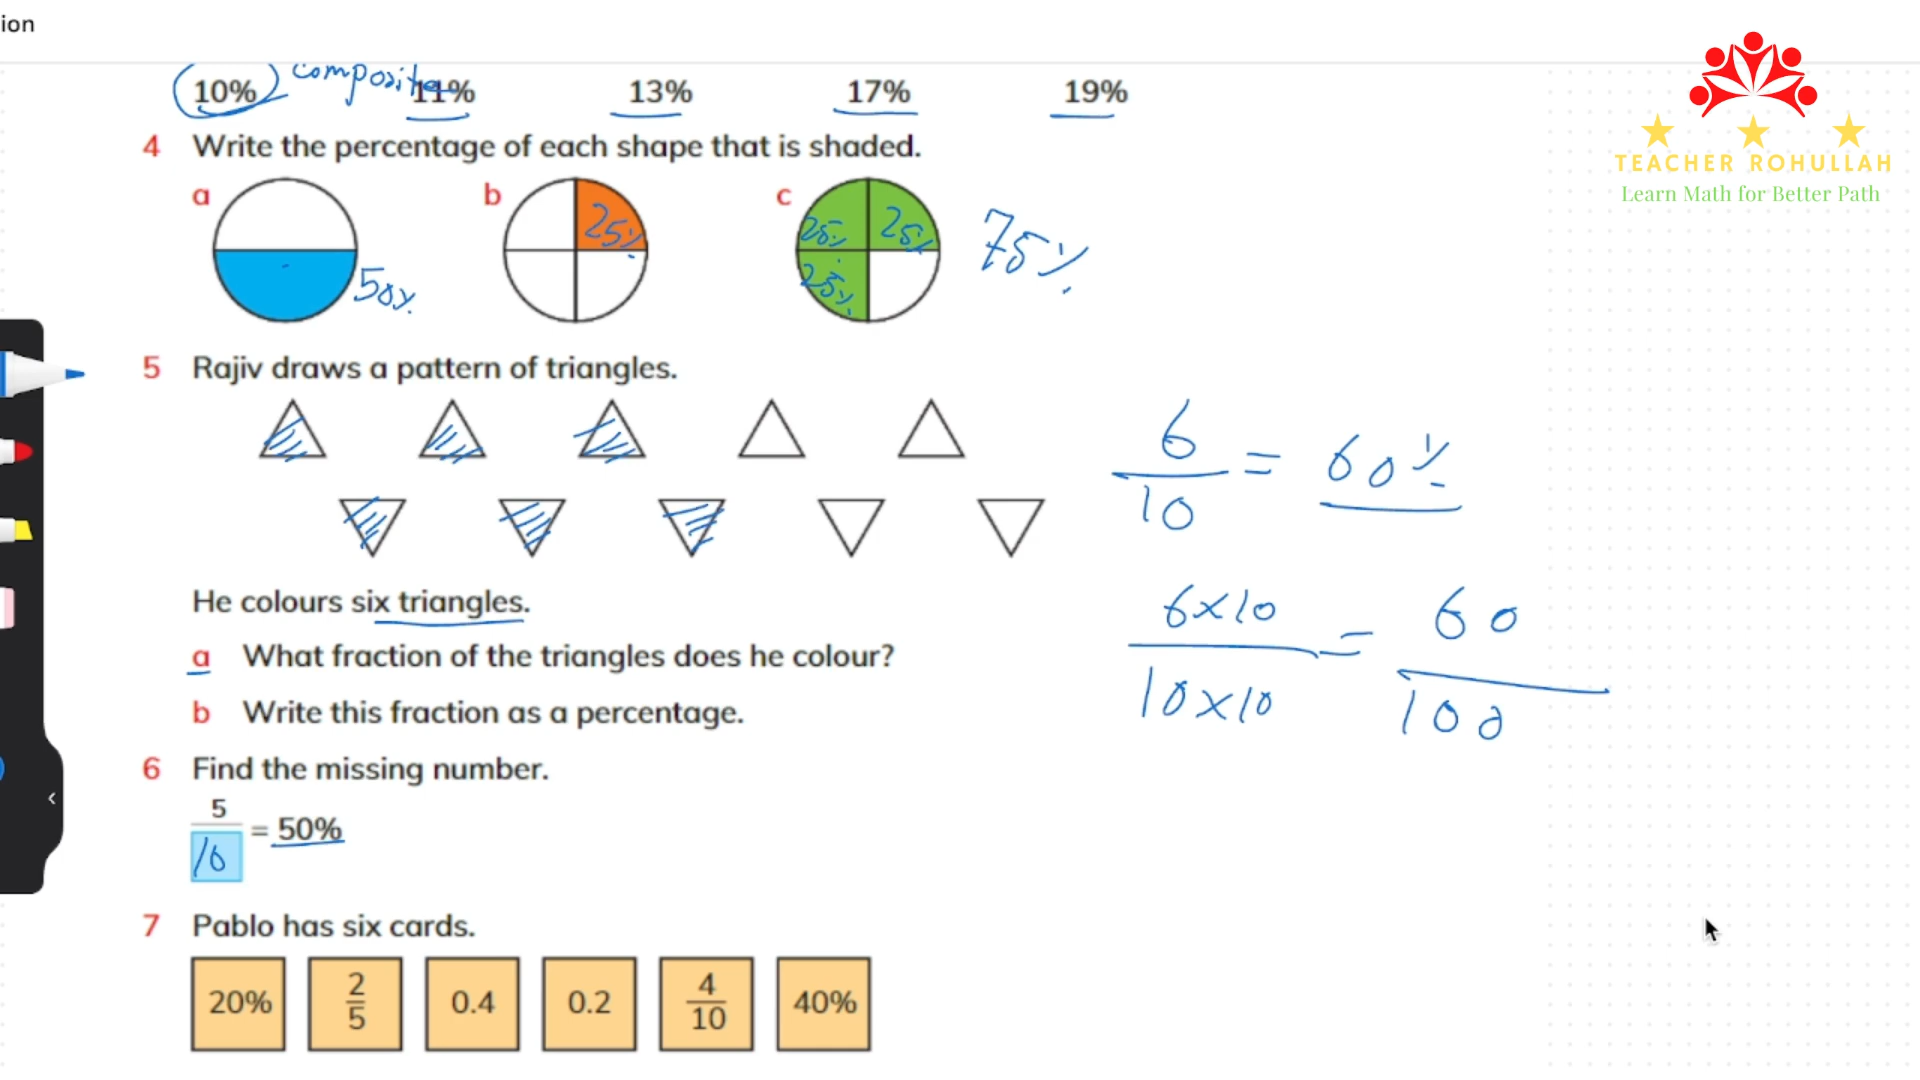 ion
composite
10% 11% 13% 17% 19%
4 Write the percentage of each shape that is shaded.
a b c
25% 25% 25%
25%
50%
75%
TEACHER ROHULLAH
Learn Math for Better Path
5 Rajiv draws a pattern of triangles.
6/10 = 60%
He colours six triangles.
6×10/10×10 = 60/100
a What fraction of the triangles does he colour?
b Write this fraction as a percentage.
6 Find the missing number.
5/10 = 50%
7 Pablo has six cards.
20% 2/5 0.4 0.2 4/10 40%